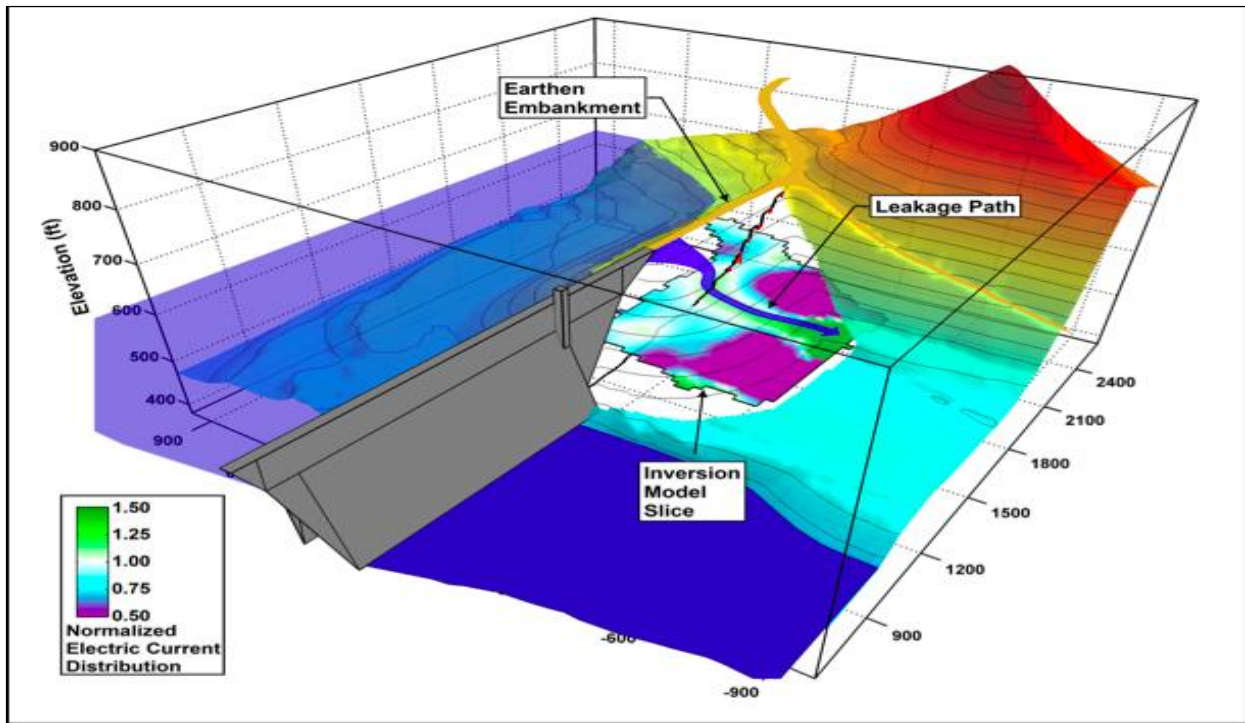 Earthen
Embankment
Leakage Path
Inversion
Model
Slice
Elevation (ft)
900
800
700
600
500
400
900
-600
-900
900
1200
1500
1800
2100
2400
1.50
1.25
1.00
0.75
0.50
Normalized
Electric Current
Distribution